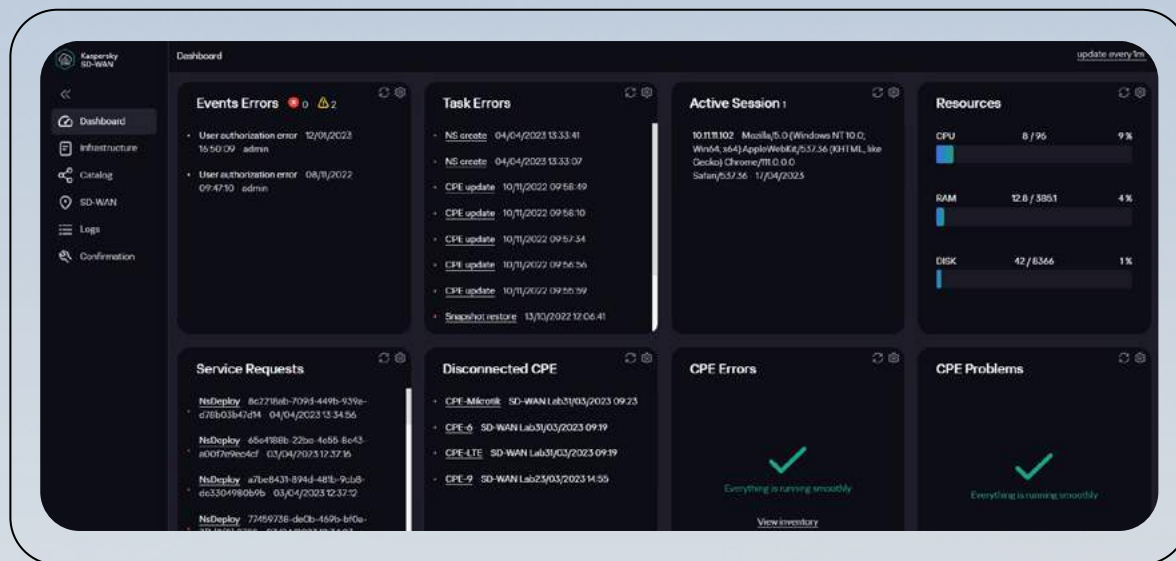 Kaspersky
SD-WAN
Dashboard
update every 1m
Dashboard
Infrastructure
Catalog
SD-WAN
Logs
Confirmation
Events Errors 0 2
User authorization error 12/01/2023
16:50:09 admin
User authorization error 08/11/2022
09:47:10 admin
Task Errors
NS create 04/04/2023 13:33:41
NS create 04/04/2023 13:33:07
CPE update 10/11/2022 09:58:49
CPE update 10/11/2022 09:58:10
CPE update 10/11/2022 09:57:34
CPE update 10/11/2022 09:56:56
CPE update 10/11/2022 09:55:59
Snapshot restore 13/10/2022 12:06:41
Active Session 1
10.11.11.102 Mozilla/5.0 (Windows NT 10.0;
Win64; x64) AppleWebKit/537.36 (KHTML, like
Gecko) Chrome/111.0.0.0
Safari/537.36 17/04/2023
Resources
CPU 8 / 96 9 %
RAM 12.8 / 385.1 4 %
DISK 42 / 8366 1 %
Service Requests
NsDeploy
04/04/2023 13:34:56
NsDeploy
03/04/2023 12:37:16
NsDeploy
03/04/2023 12:37:12
NsDeploy
Disconnected CPE
CPE-Mikrotik SD-WAN Lab31/03/2023 09:23
CPE-6 SD-WAN Lab31/03/2023 09:19
CPE-LTE SD-WAN Lab31/03/2023 09:19
CPE-9 SD-WAN Lab23/03/2023 14:55
CPE Errors
Everything is running smoothly
View inventory
CPE Problems
Everything is running smoothly